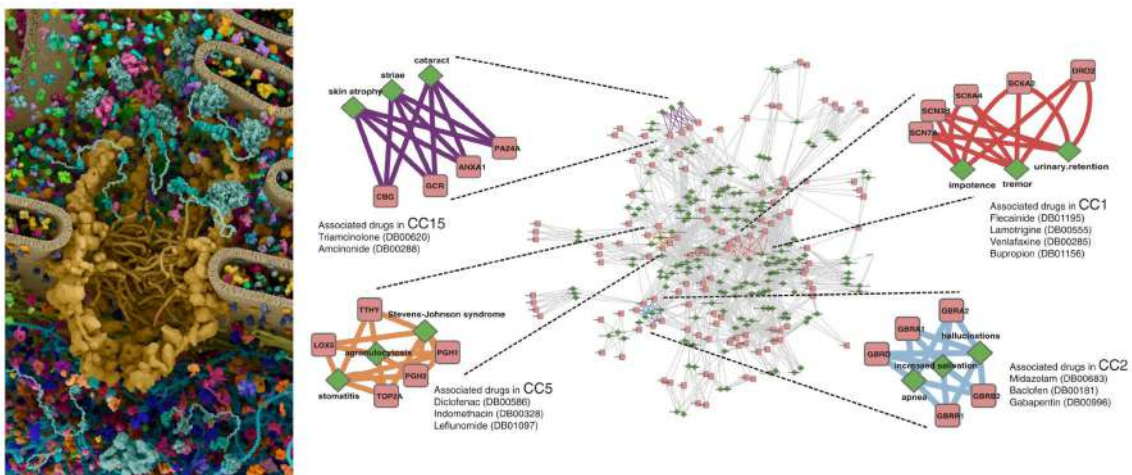 cataract
striae
skin atrophy
PA24A
ANXA1
GCR
CBG
Associated drugs in CC15
Triamcinolone (DB00620)
Amcinonide (DB00288)
DRD2
SC6A2
SC6A4
SCN3B
SCN7A
urinary.retention
impotence
tremor
Associated drugs in CC1
Flecainide (DB01195)
Lamotrigine (DB00555)
Venlafaxine (DB00285)
Bupropion (DB01156)
TTHY
Stevens-Johnson syndrome
LOX5
agranulocytosis
PGH1
PGH2
stomatitis
TOP2A
Associated drugs in CC5
Diclofenac (DB00586)
Indomethacin (DB00328)
Leflunomide (DB01097)
GBRA2
GBRA1
hallucinations
GBRD
increased salivation
apnea
GBRB2
GBRR1
Associated drugs in CC2
Midazolam (DB00683)
Baclofen (DB00181)
Gabapentin (DB00996)